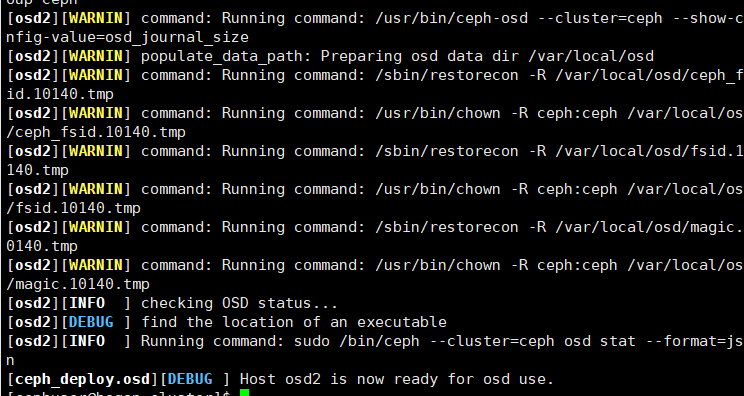 oup ceph
[osd2][WARNIN] command: Running command: /usr/bin/ceph-osd --cluster=ceph --show-c
nfig-value=osd_journal_size
[osd2][WARNIN] populate_data_path: Preparing osd data dir /var/local/osd
[osd2][WARNIN] command: Running command: /sbin/restorecon -R /var/local/osd/ceph_f
id.10140.tmp
[osd2][WARNIN] command: Running command: /usr/bin/chown -R ceph:ceph /var/local/os
/ceph_fsid.10140.tmp
[osd2][WARNIN] command: Running command: /sbin/restorecon -R /var/local/osd/fsid.1
140.tmp
[osd2][WARNIN] command: Running command: /usr/bin/chown -R ceph:ceph /var/local/os
/fsid.10140.tmp
[osd2][WARNIN] command: Running command: /sbin/restorecon -R /var/local/osd/magic.
0140.tmp
[osd2][WARNIN] command: Running command: /usr/bin/chown -R ceph:ceph /var/local/os
/magic.10140.tmp
[osd2][INFO  ] checking OSD status...
[osd2][DEBUG ] find the location of an executable
[osd2][INFO  ] Running command: sudo /bin/ceph --cluster=ceph osd stat --format=js
n
[ceph_deploy.osd][DEBUG ] Host osd2 is now ready for osd use.